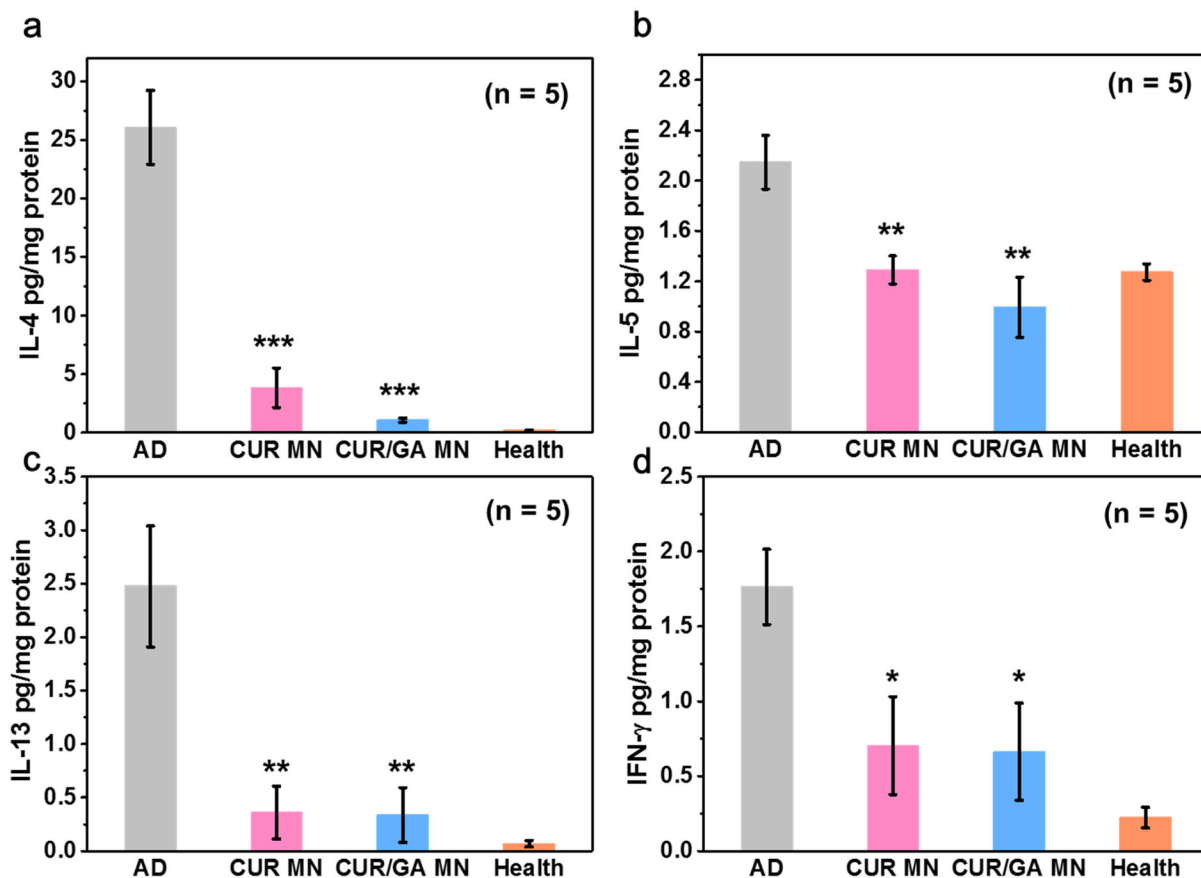 a
IL-4 pg/mg protein
30
25
20
15
10
5
0
(n = 5)
***
***
AD CUR MN CUR/GA MN Health
b
IL-5 pg/mg protein
2.8
2.4
2.0
1.6
1.2
0.8
0.4
0.0
(n = 5)
**
**
AD CUR MN CUR/GA MN Health
c
IL-13 pg/mg protein
3.5
3.0
2.5
2.0
1.5
1.0
0.5
0.0
(n = 5)
**
**
AD CUR MN CUR/GA MN Health
d
IFN-γ pg/mg protein
2.5
2.0
1.5
1.0
0.5
0.0
(n = 5)
*
*
AD CUR MN CUR/GA MN Health